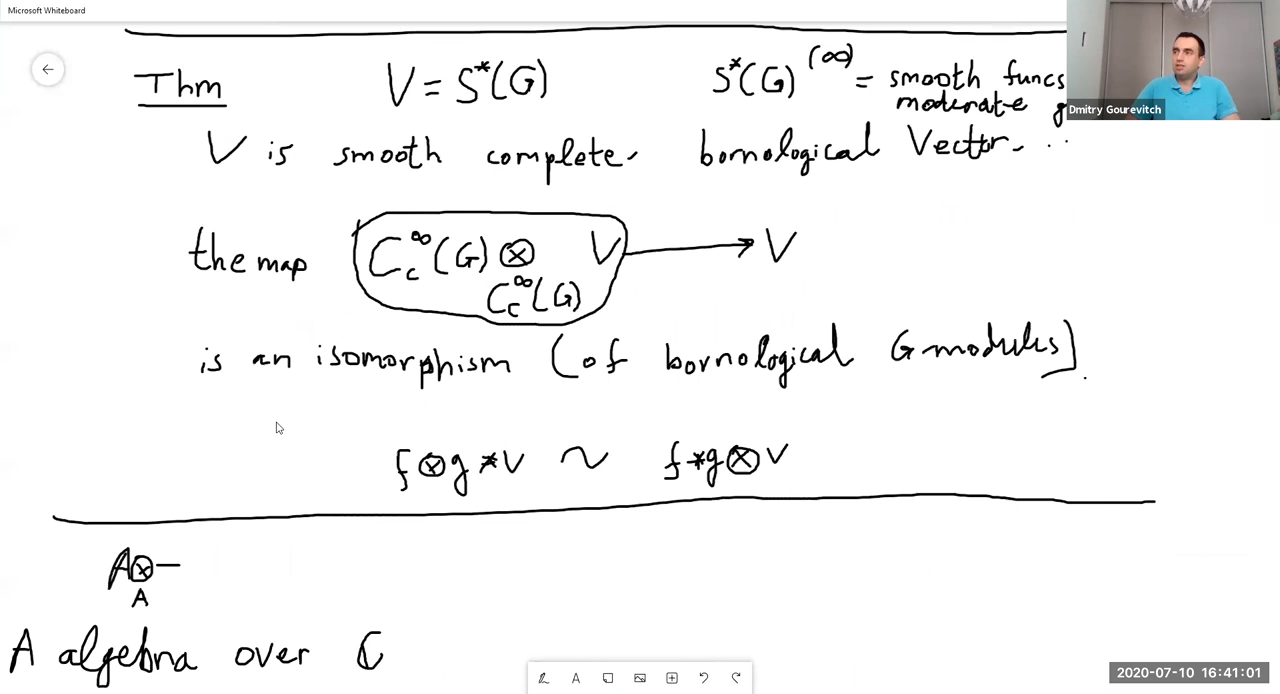 Microsoft Whiteboard
Thm V = S*(G) S*(G)^(∞) = smooth funcs
moderate g
Dmitry Gourevitch
V is smooth complete bornological Vector. ..
the map C_c^∞(G) ⊗ V → V
C_c^∞(G)
is an isomorphism (of bornological G modules).
f ⊗ g * v ~ f * g ⊗ v
A ⊗ —
A
A algebra over ℂ
A
2020-07-10 16:41:01